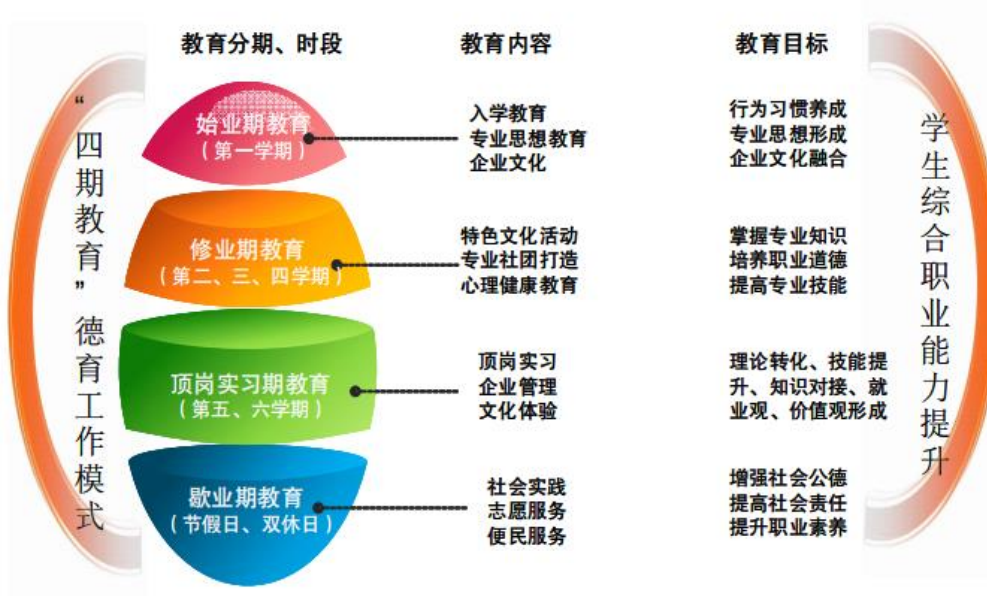 教育分期、时段
教育内容
教育目标
“四期教育”德育工作模式
始业期教育
（第一学期）
入学教育
专业思想教育
企业文化
行为习惯养成
专业思想形成
企业文化融合
修业期教育
（第二、三、四学期）
特色文化活动
专业社团打造
心理健康教育
掌握专业知识
培养职业道德
提高专业技能
顶岗实习期教育
（第五、六学期）
顶岗实习
企业管理
文化体验
理论转化、技能提
升、知识对接、就
业观、价值观形成
歇业期教育
（节假日、双休日）
社会实践
志愿服务
便民服务
增强社会公德
提高社会责任
提升职业素养
学生综合职业能力提升